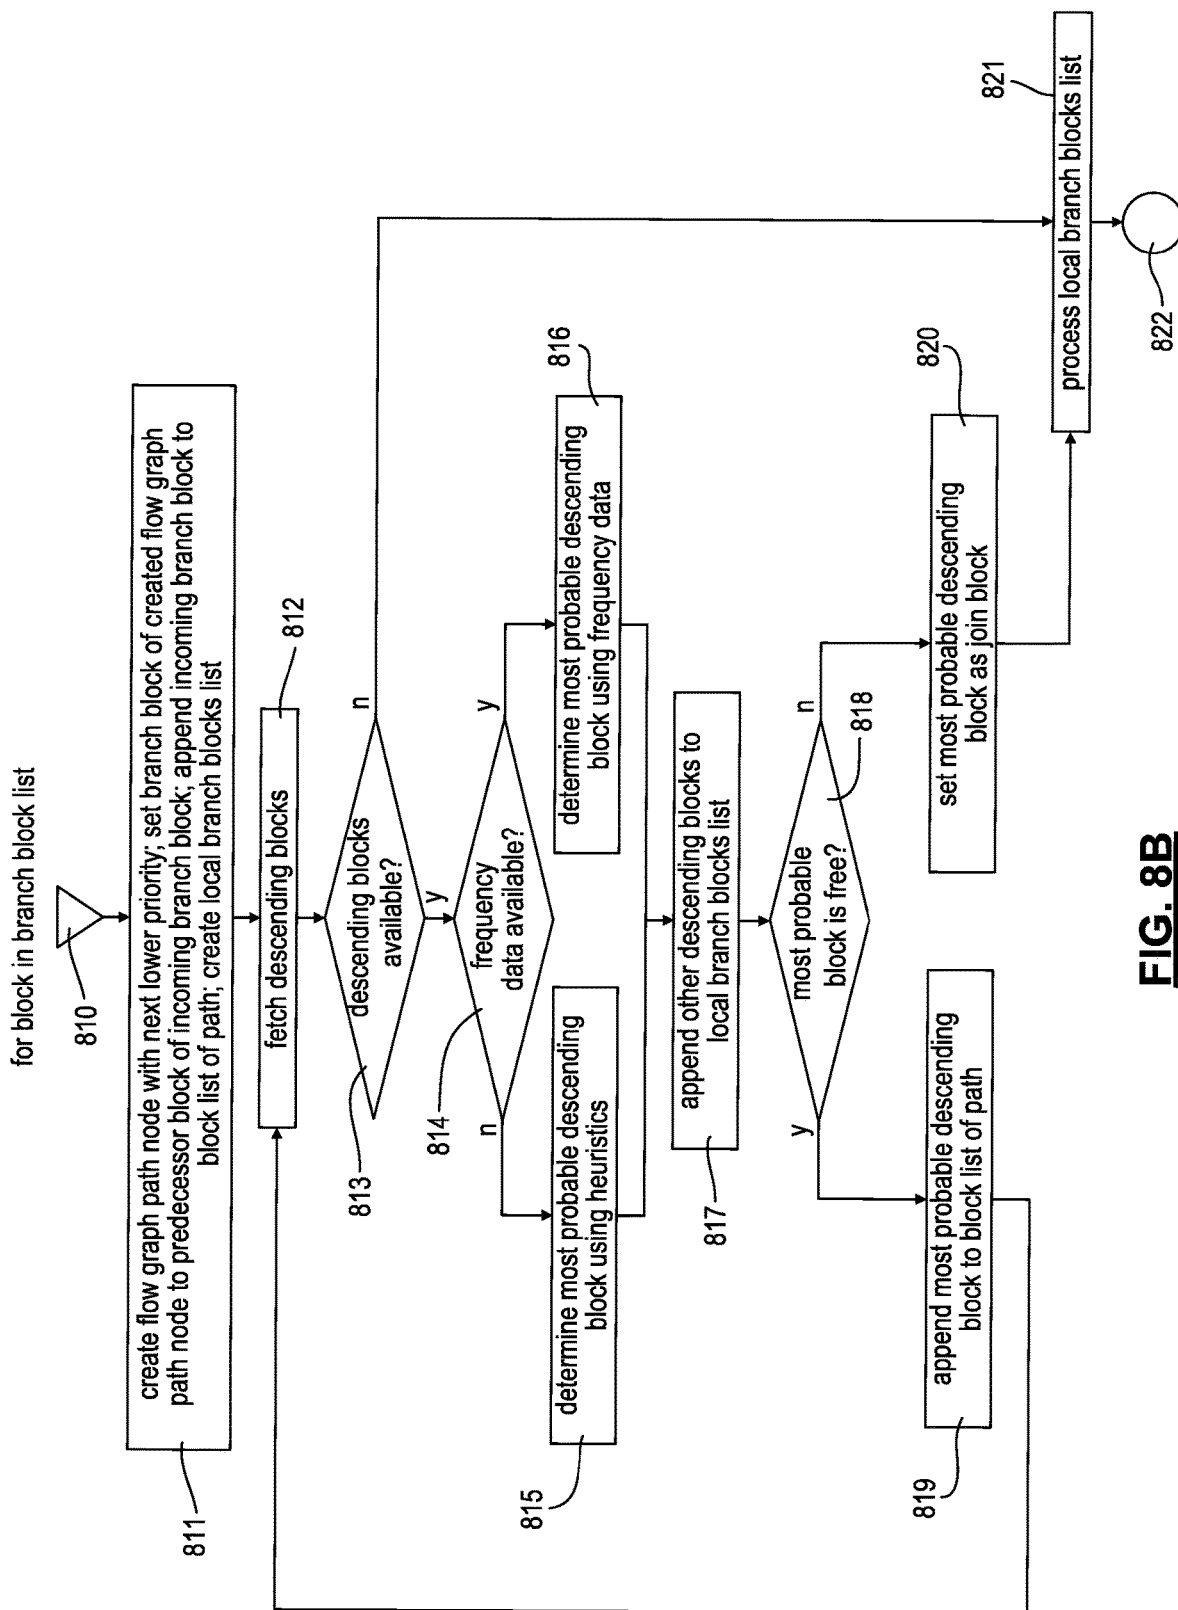 for block in branch block list
810
create flow graph path node with next lower priority; set branch block of created flow graph
path node to predecessor block of incoming branch block; append incoming branch block to
block list of path; create local branch blocks list
811
fetch descending blocks
812
descending blocks
available?
813
n
y
frequency
data available?
814
n
y
determine most probable descending
block using heuristics
815
determine most probable descending
block using frequency data
816
append other descending blocks to
local branch blocks list
817
most probable
block is free?
818
y
n
append most probable descending
block to block list of path
819
set most probable descending
block as join block
820
process local branch blocks list
821
822
FIG. 8B